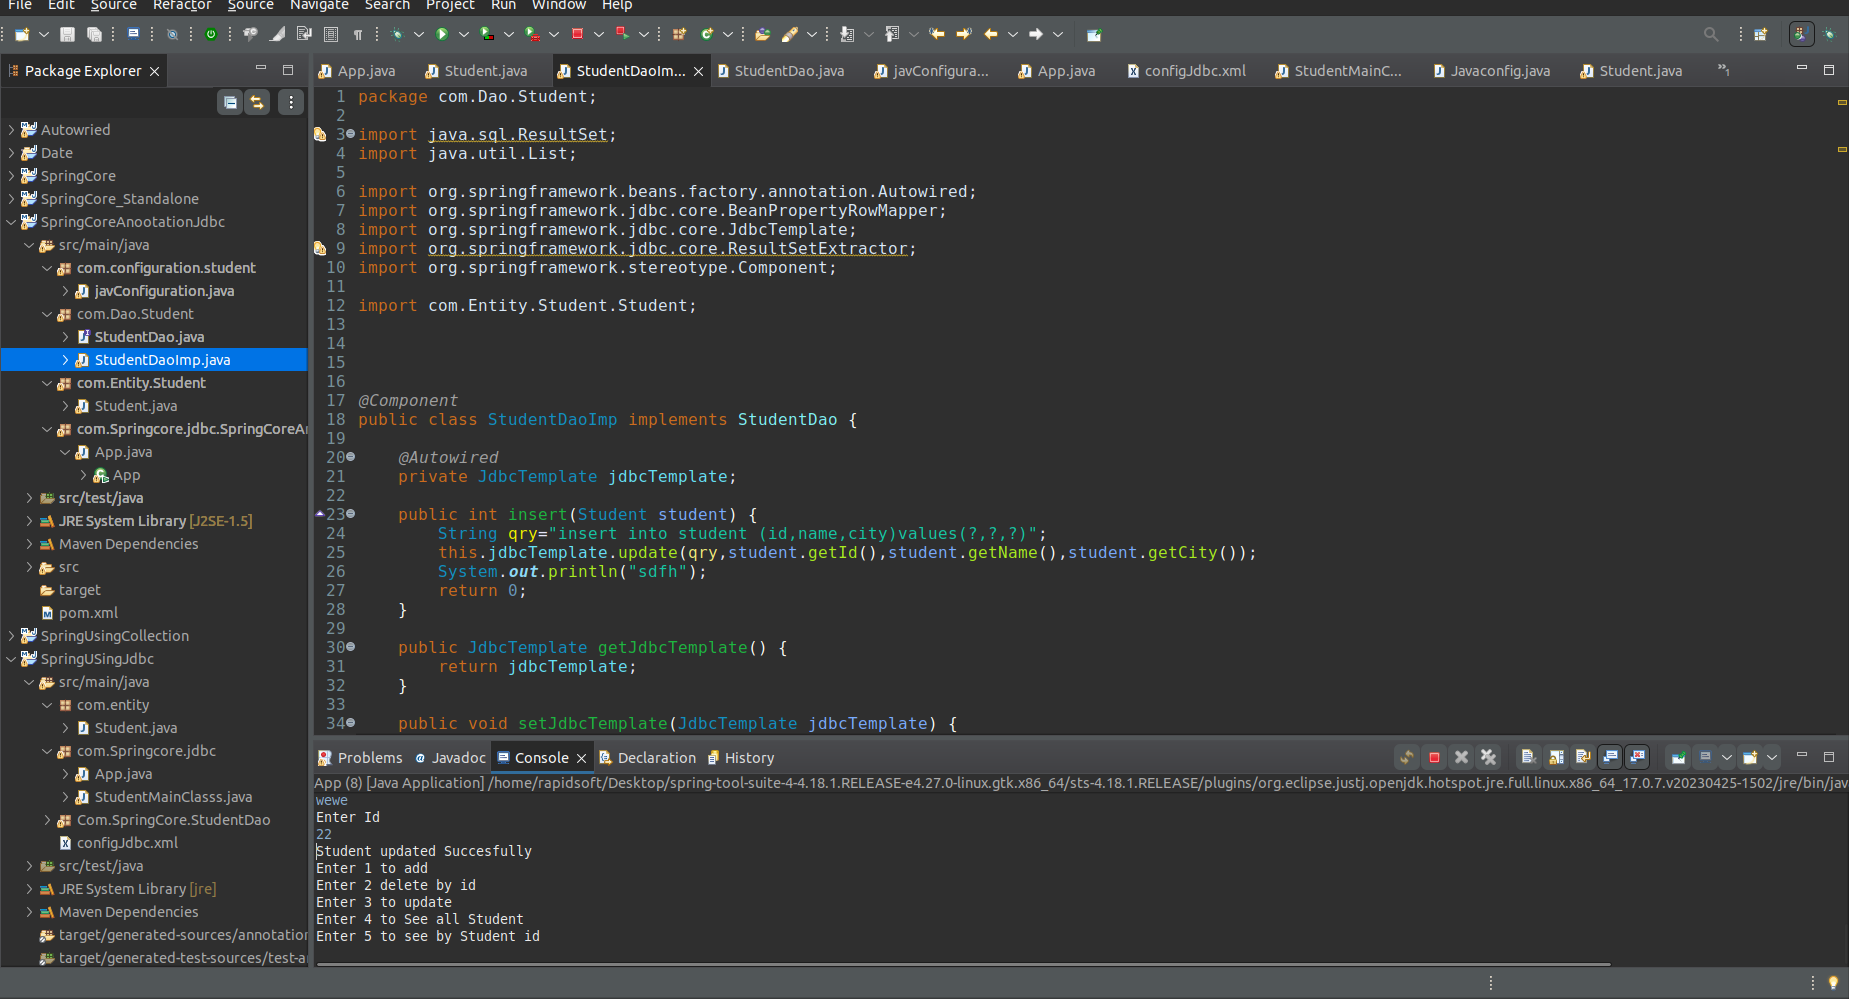 File Edit Source Refactor Source Navigate Search Project Run Window Help
Package Explorer
App.java Student.java StudentDaoIm... StudentDao.java javConfigura... App.java configJdbc.xml StudentMainC... Javaconfig.java Student.java »1
Autowried
Date
SpringCore
SpringCore_Standalone
SpringCoreAnootationJdbc
src/main/java
com.configuration.student
javConfiguration.java
com.Dao.Student
StudentDao.java
StudentDaoImp.java
com.Entity.Student
Student.java
com.Springcore.jdbc.SpringCoreAr
App.java
App
src/test/java
JRE System Library [J2SE-1.5]
Maven Dependencies
src
target
pom.xml
SpringUsingCollection
SpringUSingJdbc
src/main/java
com.entity
Student.java
com.Springcore.jdbc
App.java
StudentMainClasss.java
Com.SpringCore.StudentDao
configJdbc.xml
src/test/java
JRE System Library [jre]
Maven Dependencies
target/generated-sources/annotation
target/generated-test-sources/test-a
1 package com.Dao.Student;
2
3 import java.sql.ResultSet;
4 import java.util.List;
5
6 import org.springframework.beans.factory.annotation.Autowired;
7 import org.springframework.jdbc.core.BeanPropertyRowMapper;
8 import org.springframework.jdbc.core.JdbcTemplate;
9 import org.springframework.jdbc.core.ResultSetExtractor;
10 import org.springframework.stereotype.Component;
11
12 import com.Entity.Student.Student;
13
14
15
16
17 @Component
18 public class StudentDaoImp implements StudentDao {
19
20 @Autowired
21 private JdbcTemplate jdbcTemplate;
22
23 public int insert(Student student) {
24 String qry="insert into student (id,name,city)values(?,?,?)";
25 this.jdbcTemplate.update(qry,student.getId(),student.getName(),student.getCity());
26 System.out.println("sdfh");
27 return 0;
28 }
29
30 public JdbcTemplate getJdbcTemplate() {
31 return jdbcTemplate;
32 }
33
34 public void setJdbcTemplate(JdbcTemplate jdbcTemplate) {
Problems Javadoc Console Declaration History
App (8) [Java Application] /home/rapidsoft/Desktop/spring-tool-suite-4-4.18.1.RELEASE-e4.27.0-linux.gtk.x86_64/sts-4.18.1.RELEASE/plugins/org.eclipse.justj.openjdk.hotspot.jre.full.linux.x86_64_17.0.7.v20230425-1502/jre/bin/jav
wewe
Enter Id
22
Student updated Succesfully
Enter 1 to add
Enter 2 delete by id
Enter 3 to update
Enter 4 to See all Student
Enter 5 to see by Student id